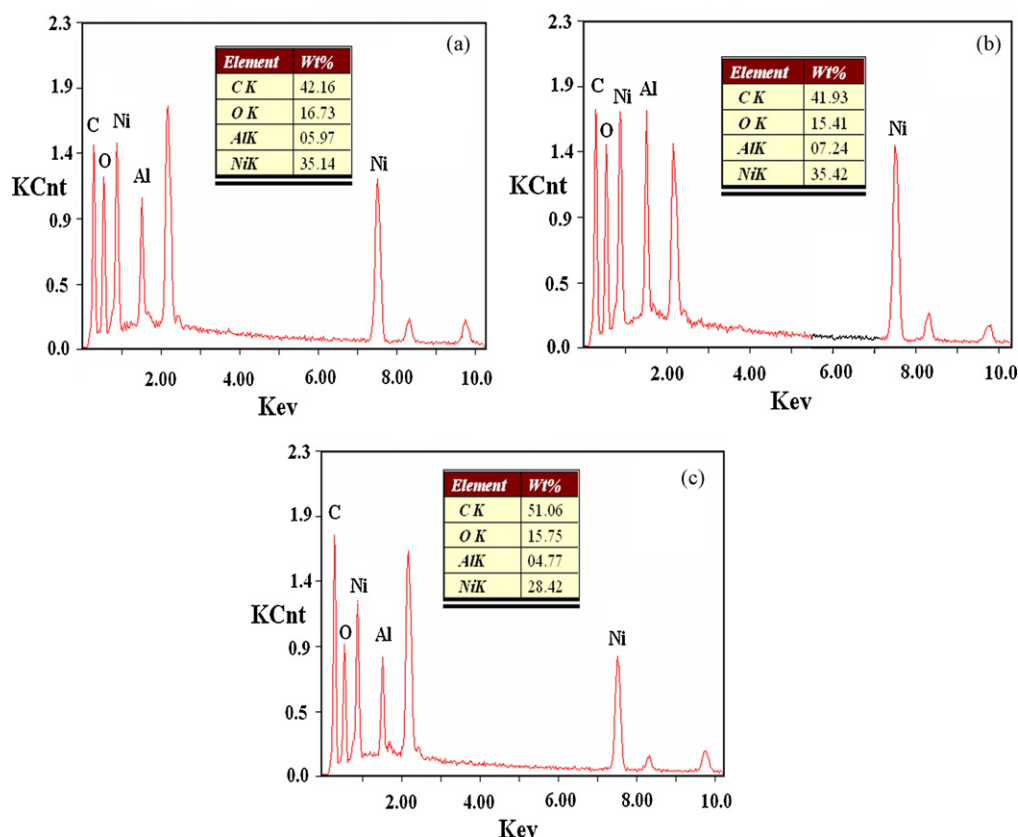 (a)
2.3
1.9
1.4
KCnt
0.9
0.5
0.0
C
O
Ni
Al
Ni
Element Wt%
C K 42.16
O K 16.73
AlK 05.97
NiK 35.14
2.00 4.00 6.00 8.00 10.0
Kev
(b)
2.3
1.9
1.4
KCnt
0.9
0.5
0.0
C
O
Ni
Al
Ni
Element Wt%
C K 41.93
O K 15.41
AlK 07.24
NiK 35.42
2.00 4.00 6.00 8.00 10.0
Kev
(c)
2.3
1.9
1.4
KCnt
0.9
0.5
0.0
C
O
Ni
Al
Ni
Element Wt%
C K 51.06
O K 15.75
AlK 04.77
NiK 28.42
2.00 4.00 6.00 8.00 10.0
Kev